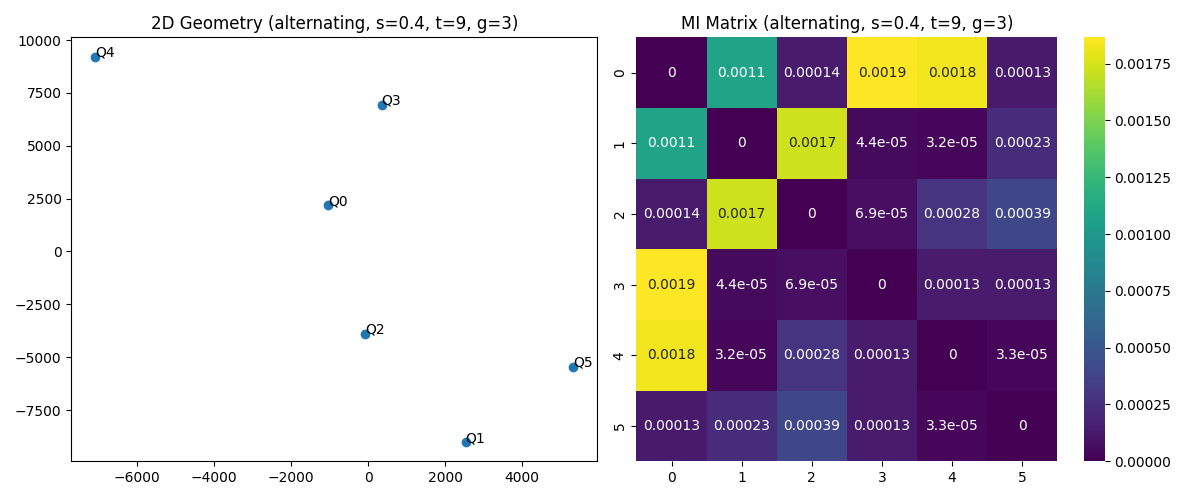 2D Geometry (alternating, s=0.4, t=9, g=3)
10000
7500
5000
2500
0
−2500
−5000
−7500
Q4
Q3
Q0
Q2
Q5
Q1
−6000 −4000 −2000 0 2000 4000
MI Matrix (alternating, s=0.4, t=9, g=3)
0 0 0.0011 0.00014 0.0019 0.0018 0.00013
1 0.0011 0 0.0017 4.4e-05 3.2e-05 0.00023
2 0.00014 0.0017 0 6.9e-05 0.00028 0.00039
3 0.0019 4.4e-05 6.9e-05 0 0.00013 0.00013
4 0.0018 3.2e-05 0.00028 0.00013 0 3.3e-05
5 0.00013 0.00023 0.00039 0.00013 3.3e-05 0
0 1 2 3 4 5
0.00175
0.00150
0.00125
0.00100
0.00075
0.00050
0.00025
0.00000